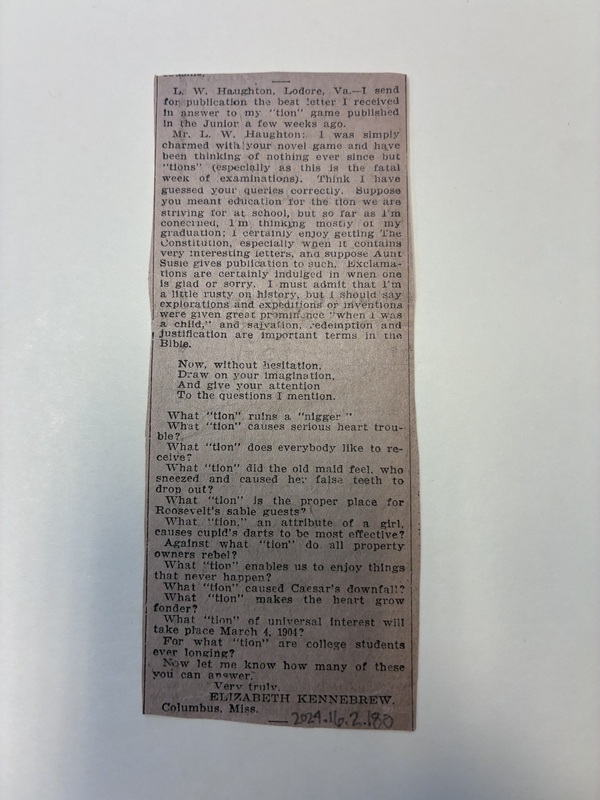 L. W. Haughton, Lodore, Va.—I send
for publication the best letter I received
in answer to my "tion" game published
in the Junior a few weeks ago.
Mr. L. W. Haughton: I was simply
charmed with your novel game and have
been thinking of nothing ever since but
"tions" (especially as this is the fatal
week of examinations). Think I have
guessed your queries correctly. Suppose
you meant education for the tion we are
striving for at school, but so far as I'm
conecrned, I'm thinking mostly of my
graduation; I certainly enjoy getting The
Constitution, especially when it contains
very interesting letters, and suppose Aunt
Susie gives publication to such. Exclama-
tions are certainly indulged in when one
is glad or sorry. I must admit that I'm
a little rusty on history, but I should say
explorations and expeditions or inventions
were given great prominence "when I was
a child," and salvation, redemption and
justification are important terms in the
Bible.
Now, without hesitation,
Draw on your imagination,
And give your attention
To the questions I mention.
What "tion" ruins a "nigger"
What "tion" causes serious heart trou-
ble?
What "tion" does everybody like to re-
ceive?
What "tion" did the old maid feel, who
sneezed and caused her false teeth to
drop out?
What "tion" is the proper place for
Roosevelt's sable guests?
What "tion," an attribute of a girl,
causes cupid's darts to be most effective?
Against what "tion" do all property
owners rebel?
What "tion" enables us to enjoy things
that never happen?
What "tion" caused Caesar's downfall?
What "tion" makes the heart grow
fonder?
What "tion" of universal interest will
take place March 4, 1904?
For what "tion" are college students
ever longing?
Now let me know how many of these
you can answer.
Very truly,
ELIZABETH KENNEBREW.
Columbus, Miss.
2024.16.2.180